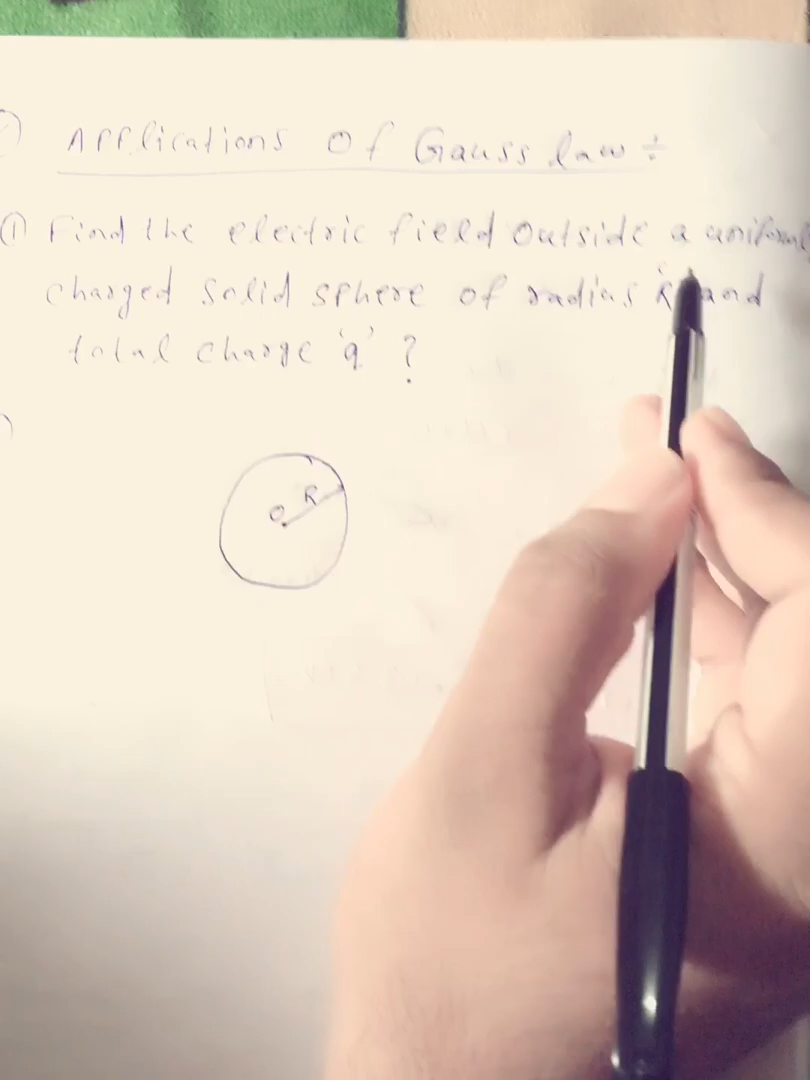 Applications Of Gauss law ÷
① Find the electric field outside a uniformly
charged solid sphere of radius 'R' and
total charge 'q' ?
R
O